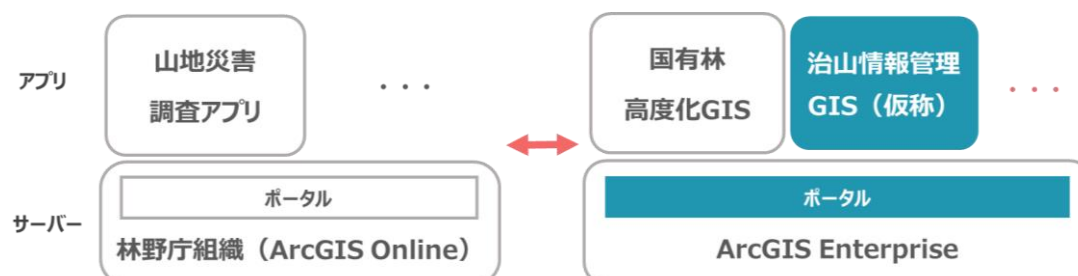 アプリ
山地災害
調査アプリ
・・・
国有林
高度化GIS
治山情報管理
GIS（仮称）
・・・
サーバー
ポータル
林野庁組織（ArcGIS Online）
ポータル
ArcGIS Enterprise